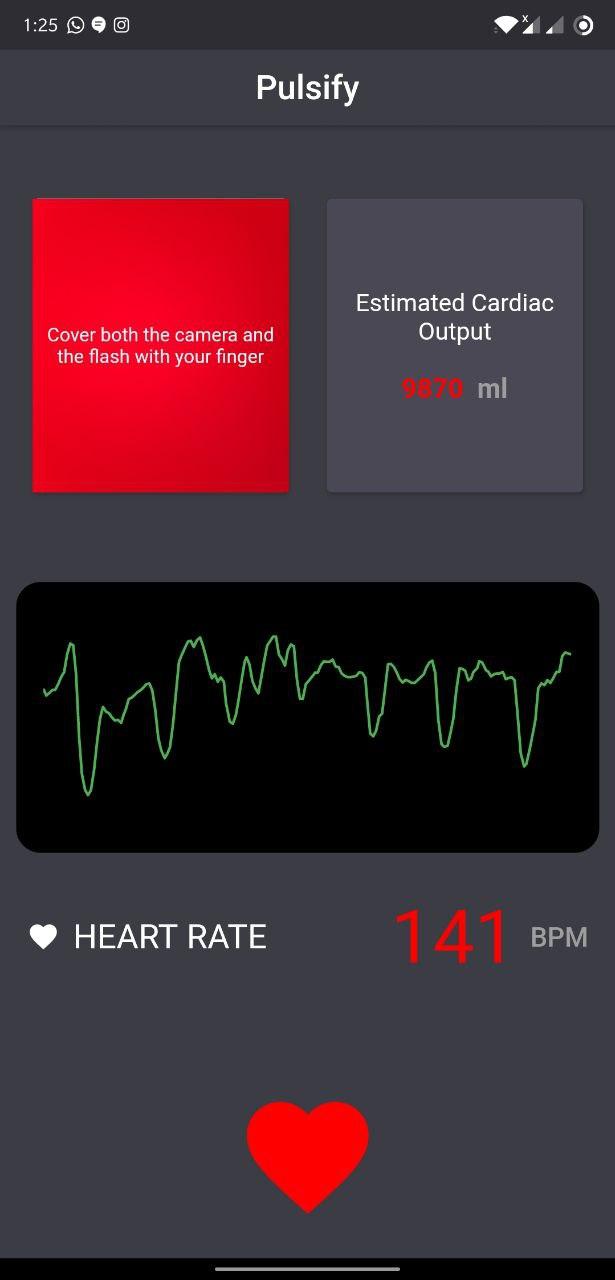 1:25
Pulsify
Cover both the camera and
the flash with your finger
Estimated Cardiac
Output
9870 ml
HEART RATE 141 BPM